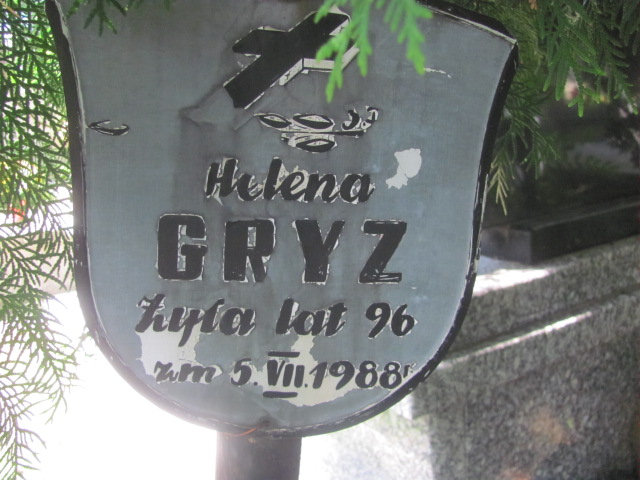 Helena
GRYZ
Żyła lat 96
zm 5.VII.1988r